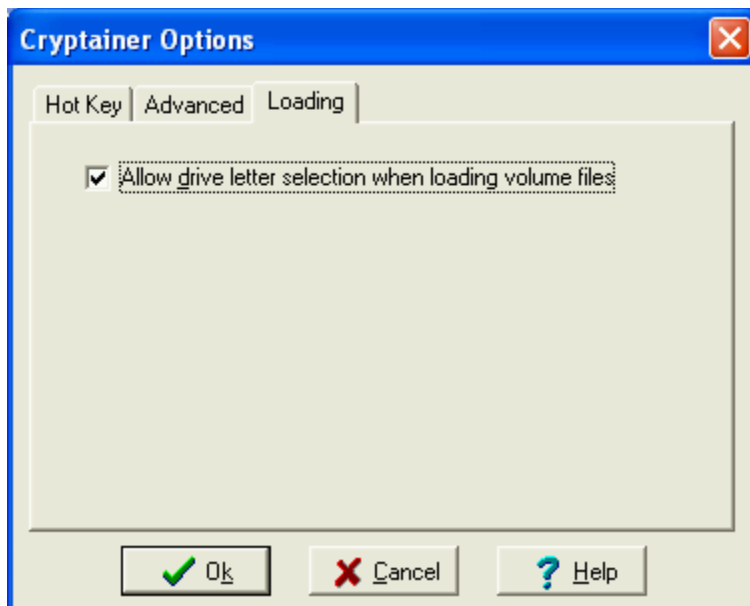 Cryptainer Options
Hot Key Advanced Loading
Allow drive letter selection when loading volume files
Ok Cancel Help